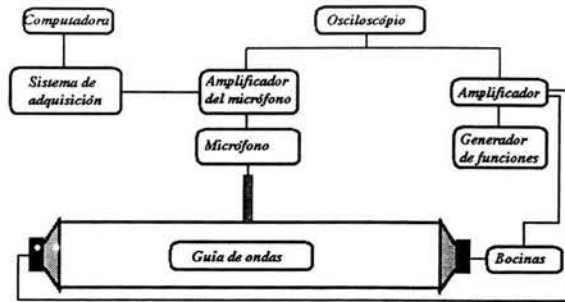 Computadora
Osciloscópio
Sistema de
adquisición
Amplificador
del micrófono
Amplificador
Micrófono
Generador
de funciones
Guía de ondas
Bocinas